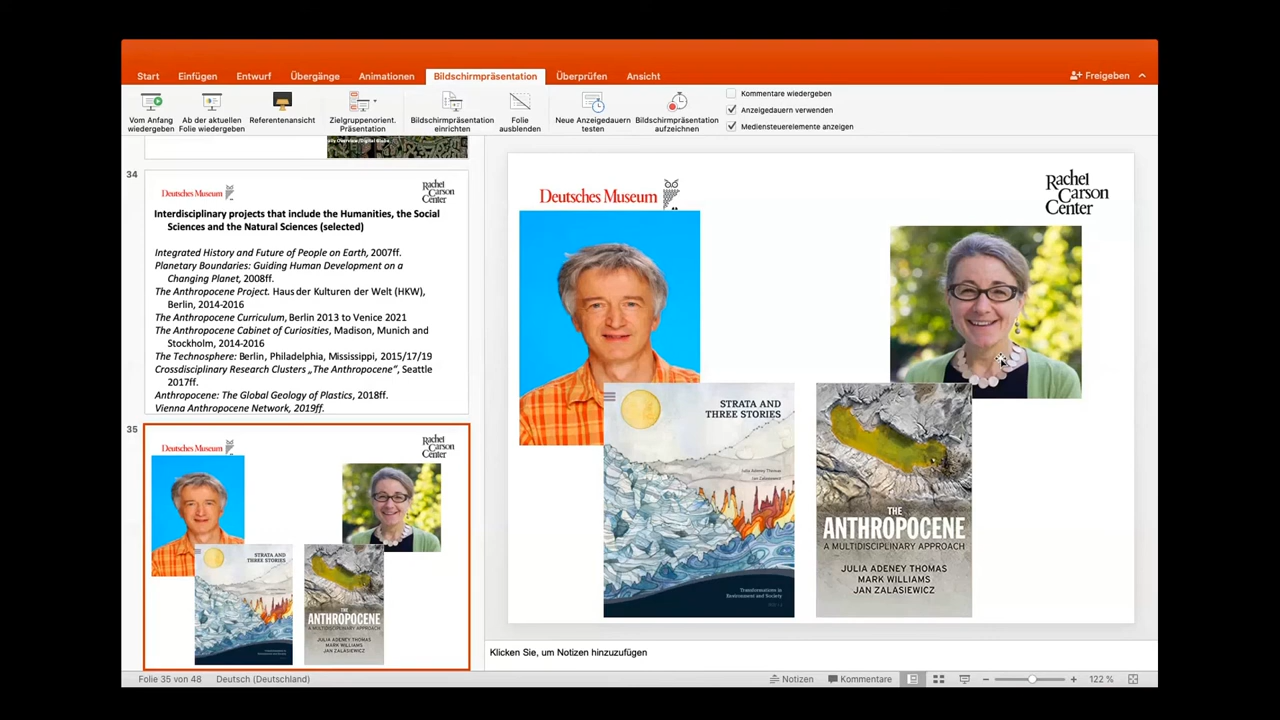 Start Einfügen Entwurf Übergänge Animationen Bildschirmpräsentation Überprüfen Ansicht Freigeben
Vom Anfang wiedergeben
Ab der aktuellen Folie wiedergeben
Referentenansicht
Zielgruppenorient. Präsentation
Bildschirmpräsentation einrichten
Folie ausblenden
Neue Anzeigedauern testen
Bildschirmpräsentation aufzeichnen
Kommentare wiedergeben
Anzeigedauern verwenden
Mediensteuerelemente anzeigen
34
Deutsches Museum
Rachel
Carson
Center
Interdisciplinary projects that include the Humanities, the Social
Sciences and the Natural Sciences (selected)
Integrated History and Future of People on Earth, 2007ff.
Planetary Boundaries: Guiding Human Development on a
Changing Planet, 2008ff.
The Anthropocene Project. Haus der Kulturen der Welt (HKW),
Berlin, 2014-2016
The Anthropocene Curriculum, Berlin 2013 to Venice 2021
The Anthropocene Cabinet of Curiosities, Madison, Munich and
Stockholm, 2014-2016
The Technosphere: Berlin, Philadelphia, Mississippi, 2015/17/19
Crossdisciplinary Research Clusters „The Anthropocene“, Seattle
2017ff.
Anthropocene: The Global Geology of Plastics, 2018ff.
Vienna Anthropocene Network, 2019ff.
35
Deutsches Museum
Rachel
Carson
Center
STRATA AND
THREE STORIES
THE
ANTHROPOCENE
A MULTIDISCIPLINARY APPROACH
JULIA ADENEY THOMAS
MARK WILLIAMS
JAN ZALASIEWICZ
Deutsches Museum
Rachel
Carson
Center
STRATA AND
THREE STORIES
Julia Adeney Thomas
Jan Zalasiewicz
Transformations in
Environment and Society
THE
ANTHROPOCENE
A MULTIDISCIPLINARY APPROACH
JULIA ADENEY THOMAS
MARK WILLIAMS
JAN ZALASIEWICZ
Klicken Sie, um Notizen hinzuzufügen
Folie 35 von 48 Deutsch (Deutschland) Notizen Kommentare 122 %